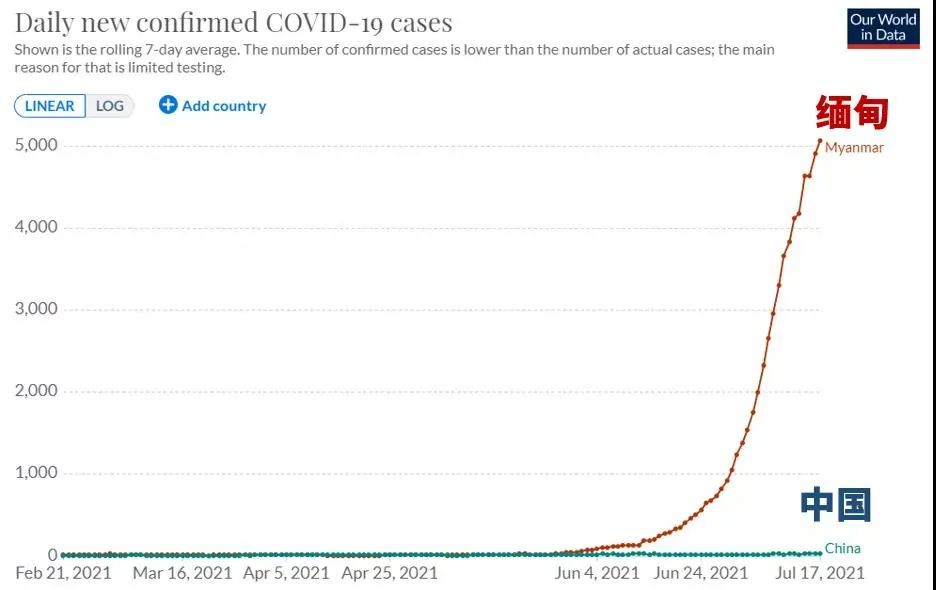 Daily new confirmed COVID-19 cases
Our World
in Data
Shown is the rolling 7-day average. The number of confirmed cases is lower than the number of actual cases; the main
reason for that is limited testing.
LINEAR LOG + Add country
缅甸
5,000
Myanmar
4,000
3,000
2,000
1,000
中国
China
0
Feb 21, 2021 Mar 16, 2021 Apr 5, 2021 Apr 25, 2021 Jun 4, 2021 Jun 24, 2021 Jul 17, 2021